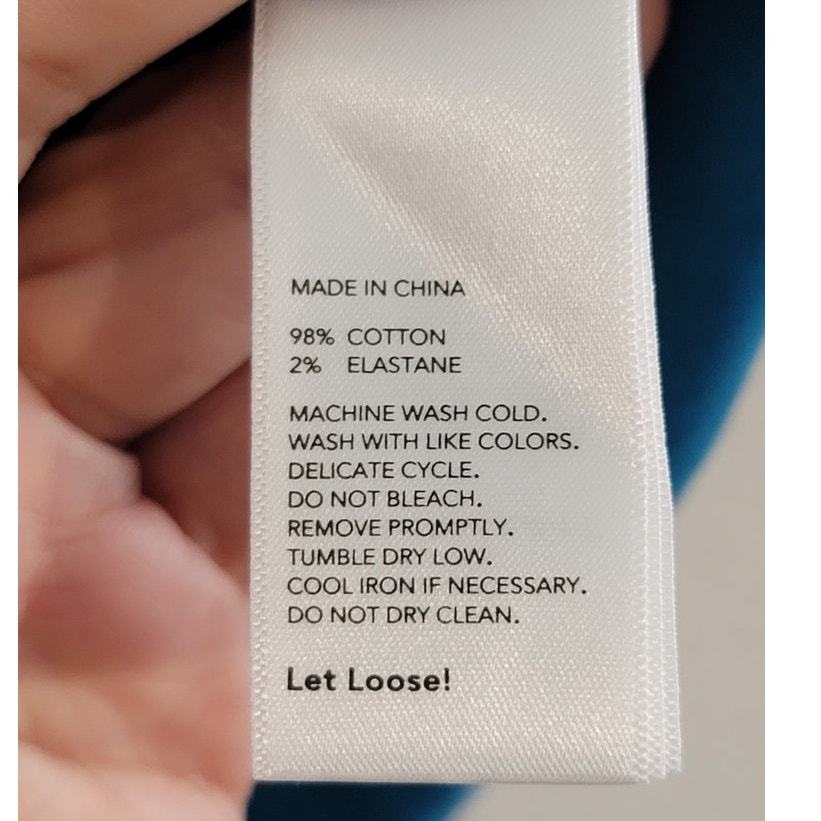 MADE IN CHINA
98% COTTON
2% ELASTANE
MACHINE WASH COLD.
WASH WITH LIKE COLORS.
DELICATE CYCLE.
DO NOT BLEACH.
REMOVE PROMPTLY.
TUMBLE DRY LOW.
COOL IRON IF NECESSARY.
DO NOT DRY CLEAN.
Let Loose!